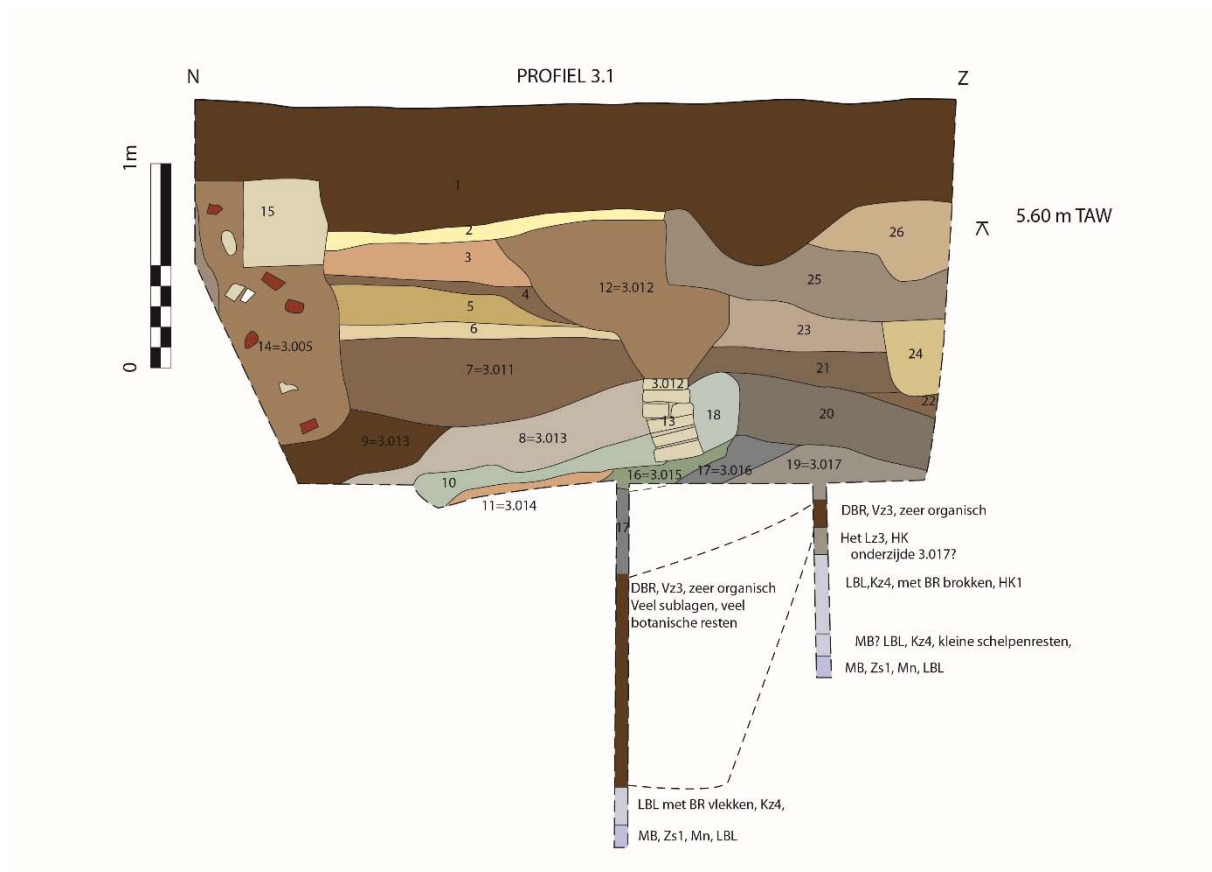 N
PROFIEL 3.1
Z
1m
0
5.60 m TAW
1
15
2
3
4
5
6
12=3.012
26
25
23
24
14=3.005
7=3.011
21
22
3.012
13
18
20
9=3.013
8=3.013
10
16=3.015
17=3.016
19=3.017
11=3.014
17
DBR, Vz3, zeer organisch
Het Lz3, HK
onderzijde 3.017?
LBL,Kz4, met BR brokken, HK1
MB? LBL, Kz4, kleine schelpenresten,
MB, Zs1, Mn, LBL
DBR, Vz3, zeer organisch
Veel sublagen, veel
botanische resten
LBL met BR vlekken, Kz4,
MB, Zs1, Mn, LBL